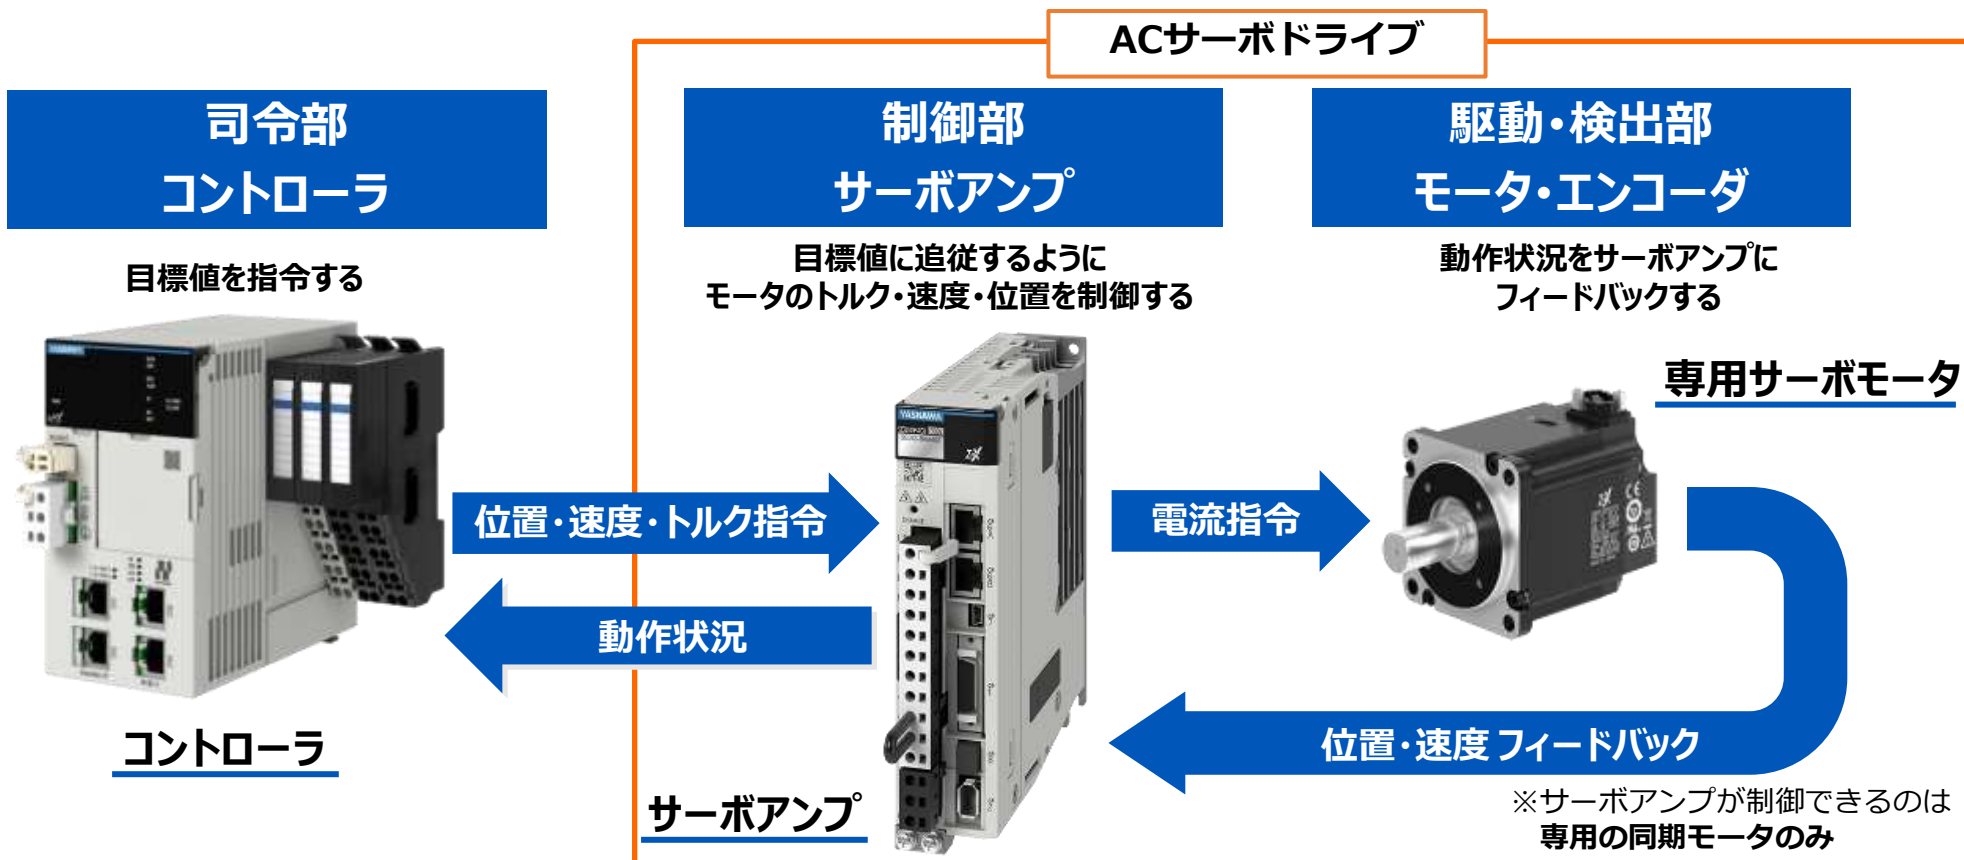 ACサーボドライブ
司令部
コントローラ
目標値を指令する
制御部
サーボアンプ
目標値に追従するように
モータのトルク・速度・位置を制御する
駆動・検出部
モータ・エンコーダ
動作状況をサーボアンプに
フィードバックする
専用サーボモータ
YASKAWA
位置・速度・トルク指令
電流指令
動作状況
位置・速度 フィードバック
コントローラ
サーボアンプ
※サーボアンプが制御できるのは
専用の同期モータのみ